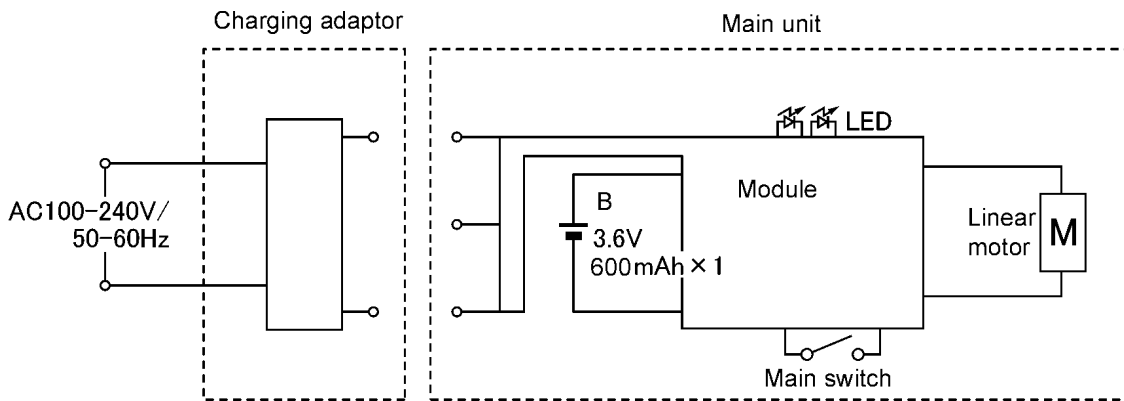 Charging adaptor
Main unit
LED
AC100-240V/
50-60Hz
B
3.6V
600mAh×1
Module
Linear
motor
M
Main switch